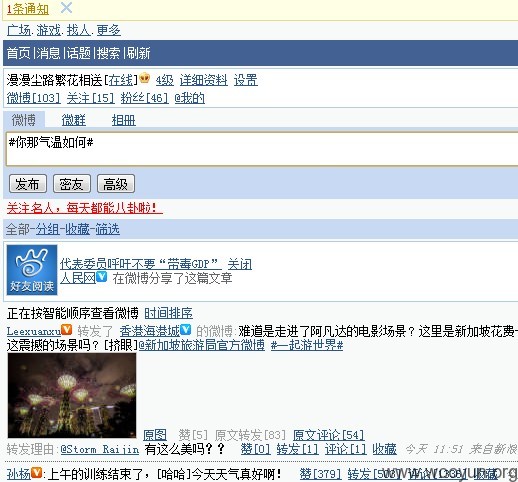 1条通知
广场.游戏.找人.更多
首页|消息|话题|搜索|刷新
漫漫尘路繁花相送[在线] 4级 详细资料 设置
微博[103] 关注[15] 粉丝[46] @我的
微博 微群 相册
#你那气温如何#
发布 密友 高级
关注名人，每天都能八卦啦！
全部-分组-收藏-筛选
好友阅读
代表委员呼吁不要“带毒GDP” 关闭
人民网 在微博分享了这篇文章
正在按智能顺序查看微博 时间排序
Leexuanxu 转发了 香港海港城 的微博:难道是走进了阿凡达的电影场景？这里是新加坡花费
这震撼的场景吗？[挤眼]@新加坡旅游局官方微博 #一起游世界#
原图 赞[5] 原文转发[83] 原文评论[54]
转发理由:@Storm_Raijin 有这么美吗？？ 赞[0] 转发[1] 评论[1] 收藏 今天 11:51 来自新浪
孙杨:上午的训练结束了，[哈哈]今天天气真好啊！ 赞[379] 转发[5
www.wooyun.org